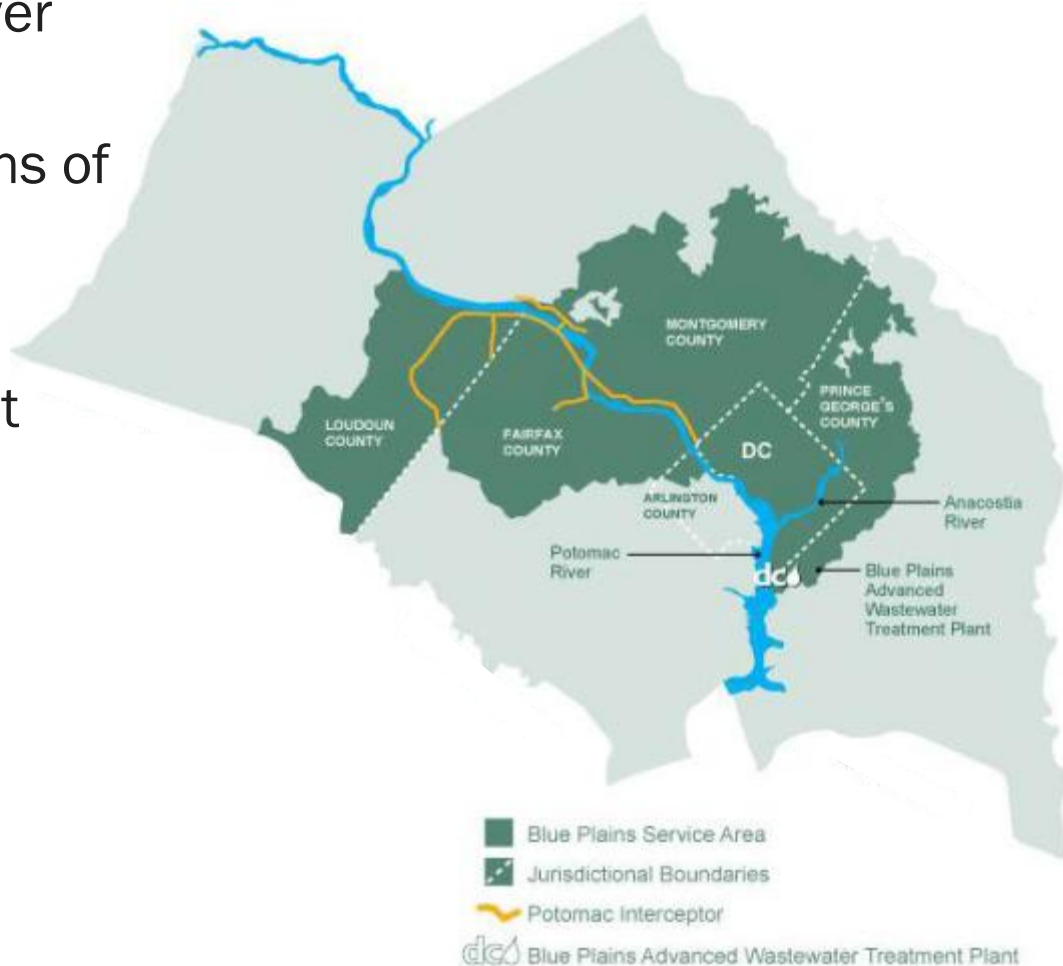 ver
ns of
t
MONTGOMERY
COUNTY
PRINCE
GEORGE'S
COUNTY
LOUDOUN
COUNTY
FAIRFAX
COUNTY
DC
ARLINGTON
COUNTY
Anacostia
River
Potomac
River
dc
Blue Plains
Advanced
Wastewater
Treatment Plant
Blue Plains Service Area
Jurisdictional Boundaries
Potomac Interceptor
dc Blue Plains Advanced Wastewater Treatment Plant